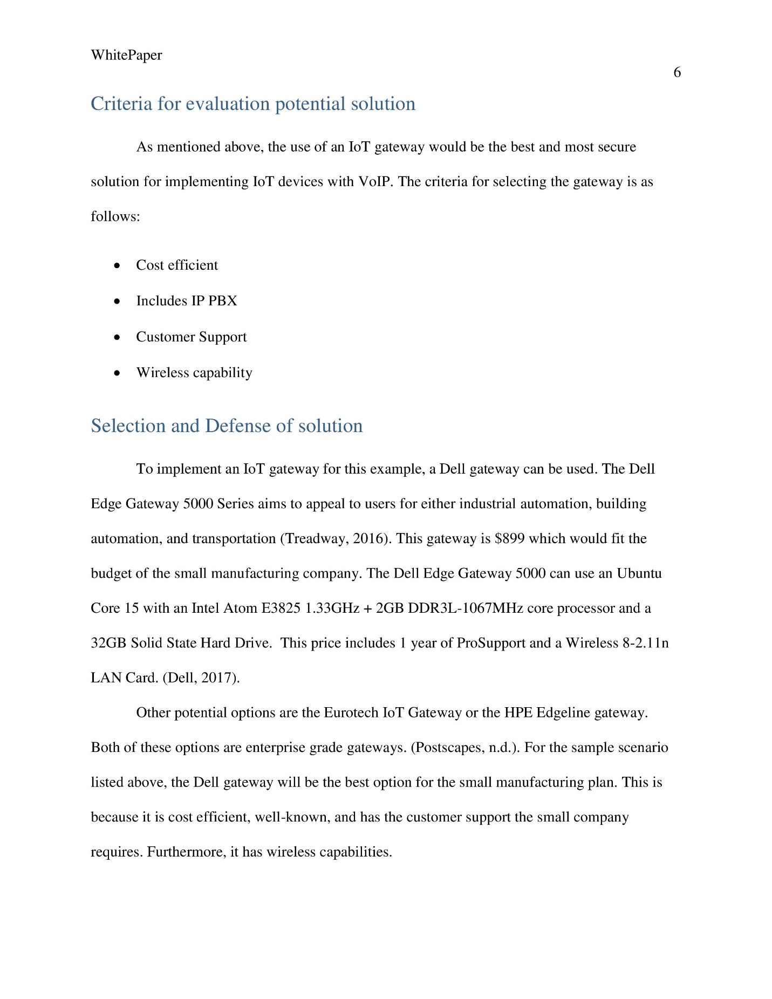 WhitePaper
6
Criteria for evaluation potential solution
As mentioned above, the use of an IoT gateway would be the best and most secure
solution for implementing IoT devices with VoIP. The criteria for selecting the gateway is as
follows:
• Cost efficient
• Includes IP PBX
• Customer Support
• Wireless capability
Selection and Defense of solution
To implement an IoT gateway for this example, a Dell gateway can be used. The Dell
Edge Gateway 5000 Series aims to appeal to users for either industrial automation, building
automation, and transportation (Treadway, 2016). This gateway is $899 which would fit the
budget of the small manufacturing company. The Dell Edge Gateway 5000 can use an Ubuntu
Core 15 with an Intel Atom E3825 1.33GHz + 2GB DDR3L-1067MHz core processor and a
32GB Solid State Hard Drive.  This price includes 1 year of ProSupport and a Wireless 8-2.11n
LAN Card. (Dell, 2017).
Other potential options are the Eurotech IoT Gateway or the HPE Edgeline gateway.
Both of these options are enterprise grade gateways. (Postscapes, n.d.). For the sample scenario
listed above, the Dell gateway will be the best option for the small manufacturing plan. This is
because it is cost efficient, well-known, and has the customer support the small company
requires. Furthermore, it has wireless capabilities.